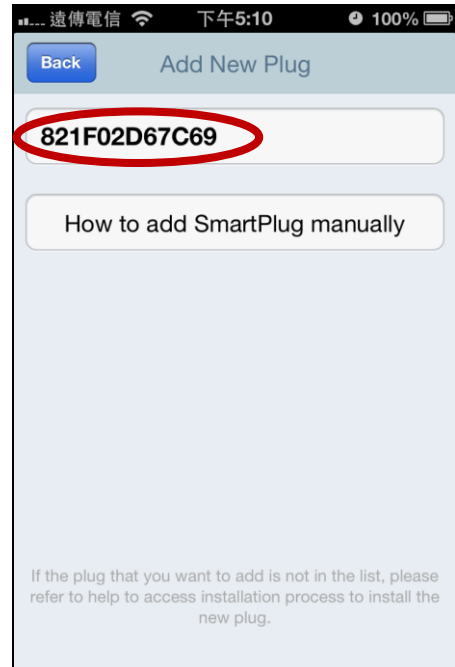 遠傳電信 下午5:10 100%
Back Add New Plug
821F02D67C69
How to add SmartPlug manually
If the plug that you want to add is not in the list, please
refer to help to access installation process to install the
new plug.